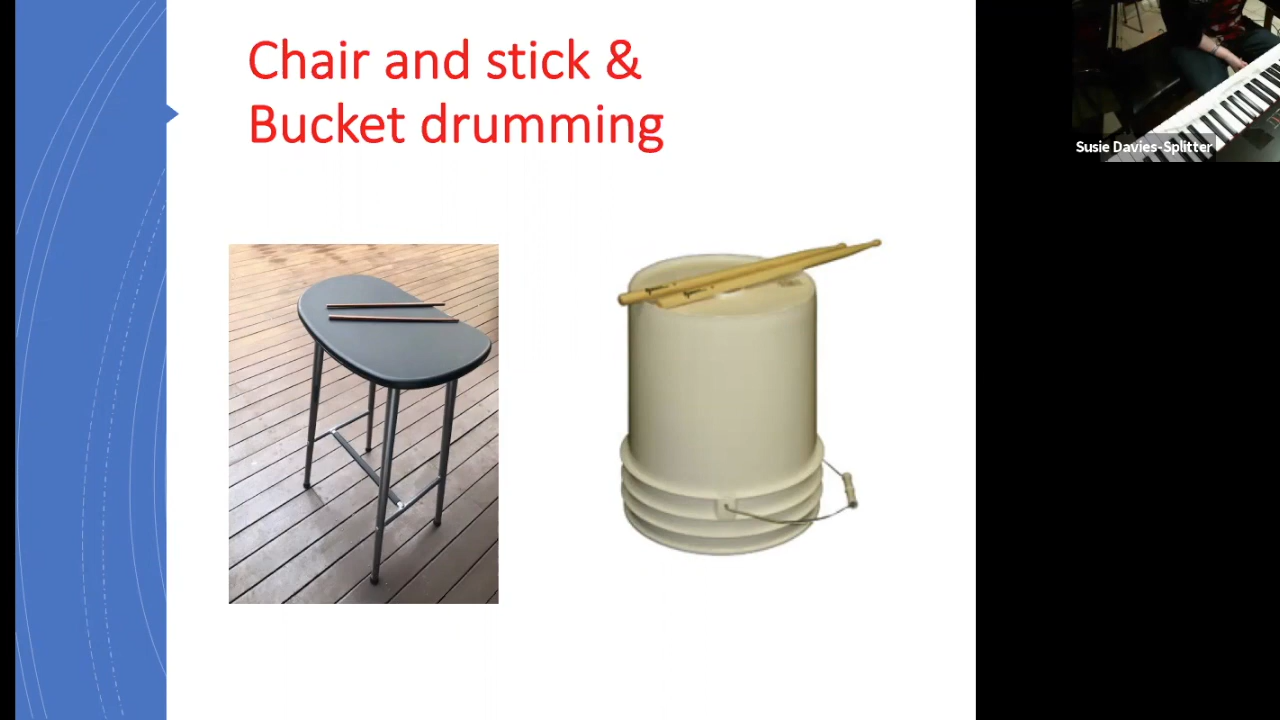 Chair and stick &
Bucket drumming
Susie Davies-Splitter